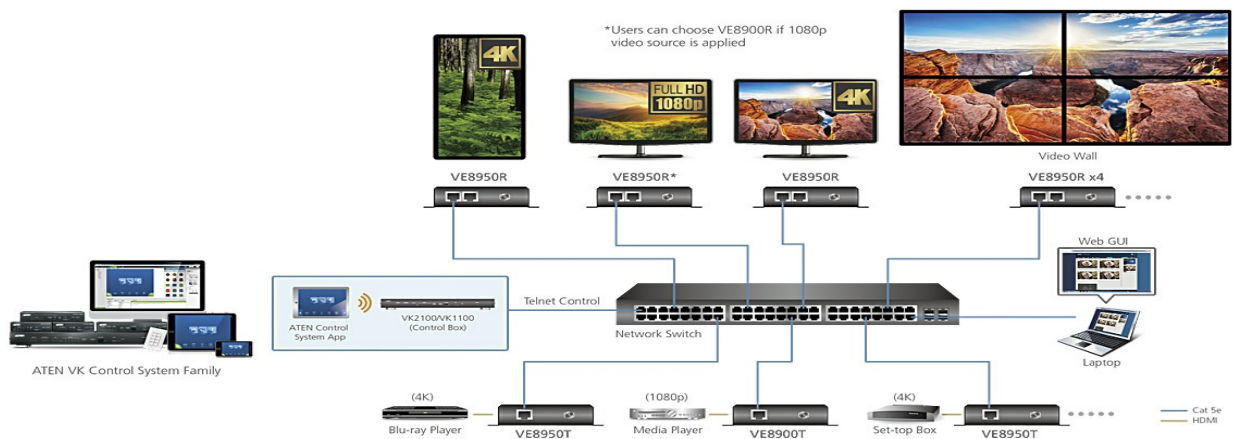 *Users can choose VE8900R if 1080p
video source is applied
4K
FULL HD
1080p
4K
Video Wall
VE8950R
VE8950R*
VE8950R
VE8950R x4
Web GUI
Telnet Control
ATEN Control
System App
VK2100/VK1100
(Control Box)
Network Switch
Laptop
ATEN VK Control System Family
(4K)
Blu-ray Player
VE8950T
(1080p)
Media Player
VE8900T
(4K)
Set-top Box
VE8950T
Cat 5e
HDMI